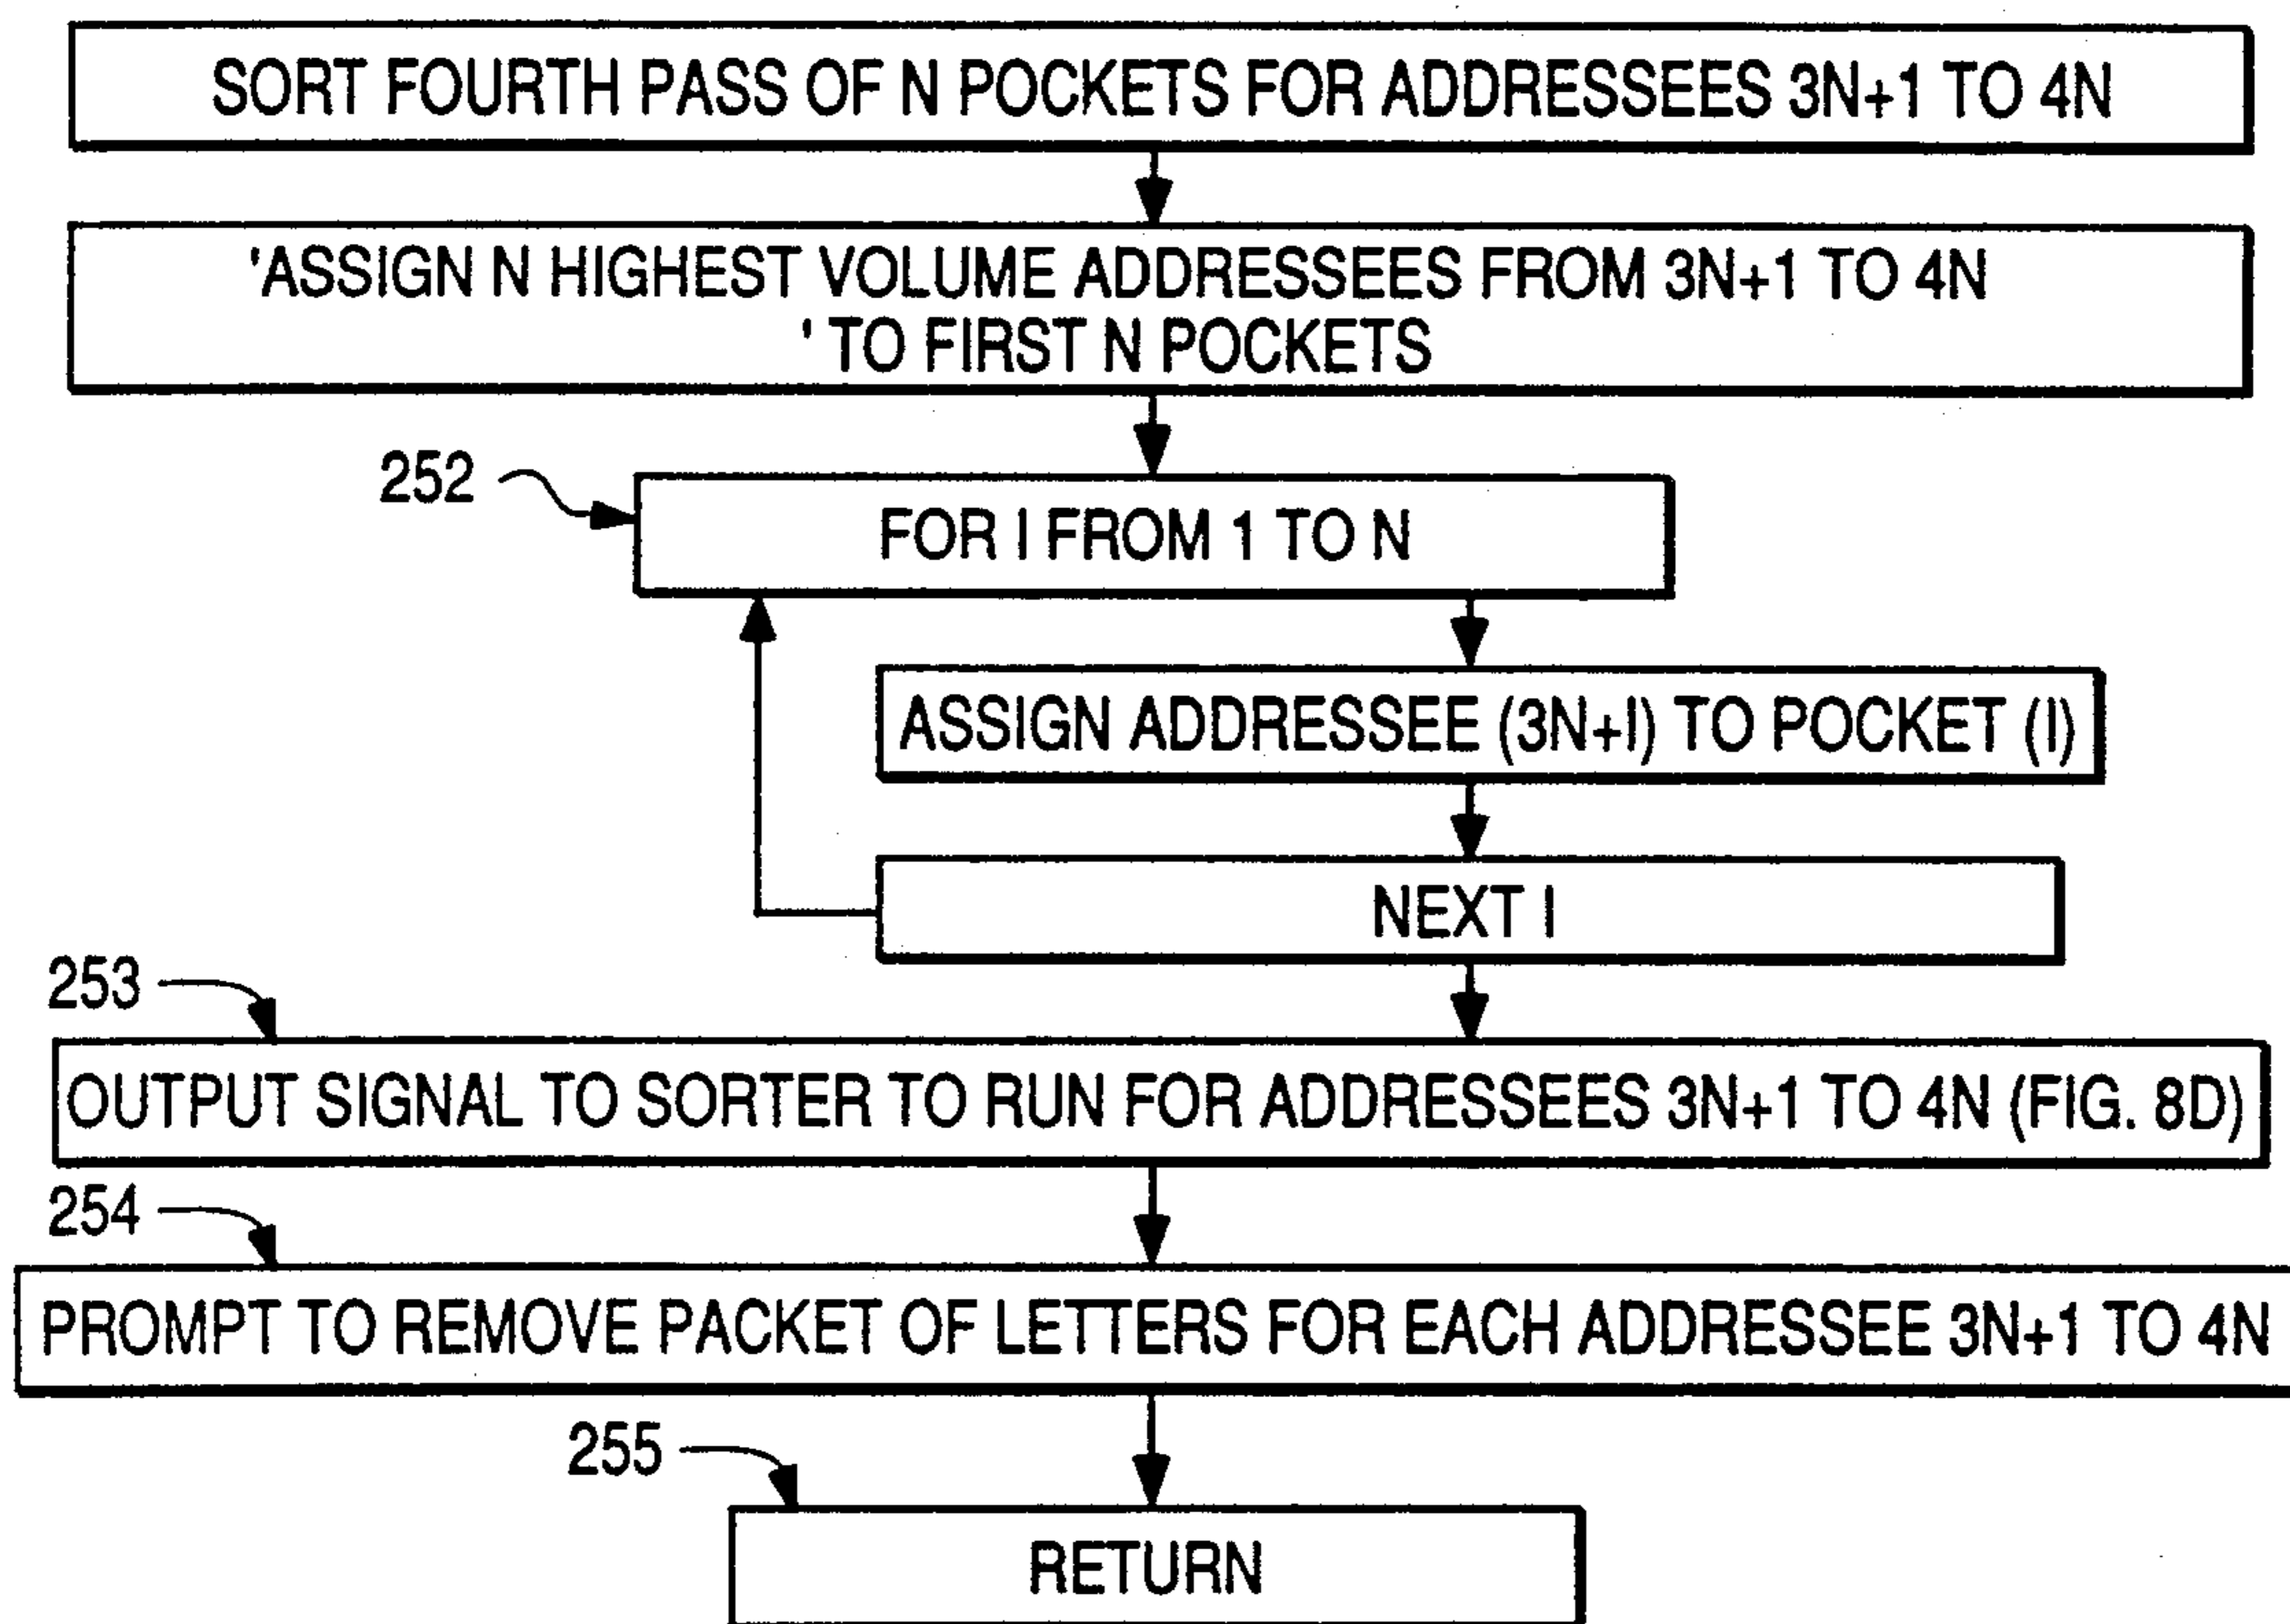 SORT FOURTH PASS OF N POCKETS FOR ADDRESSEES 3N+1 TO 4N
'ASSIGN N HIGHEST VOLUME ADDRESSEES FROM 3N+1 TO 4N
' TO FIRST N POCKETS
252
FOR I FROM 1 TO N
ASSIGN ADDRESSEE (3N+I) TO POCKET (I)
NEXT I
253
OUTPUT SIGNAL TO SORTER TO RUN FOR ADDRESSEES 3N+1 TO 4N (FIG. 8D)
254
PROMPT TO REMOVE PACKET OF LETTERS FOR EACH ADDRESSEE 3N+1 TO 4N
255
RETURN